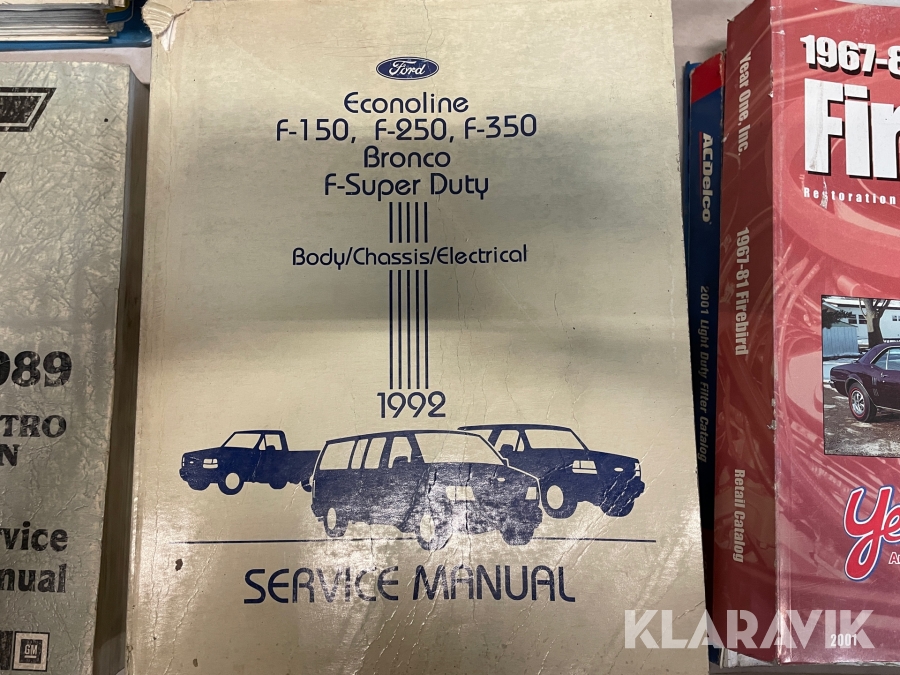 Ford
Econoline
F-150, F-250, F-350
Bronco
F-Super Duty
Body/Chassis/Electrical
1992
SERVICE MANUAL
989
TRO
N
vice
nual
GM
ACDelco
2001 Light Duty Filter Catalog
Year One, Inc.
1967-81 Firebird
Retail Catalog
1967-8
Fir
Restoration
Ye
2001
KLARAVIK